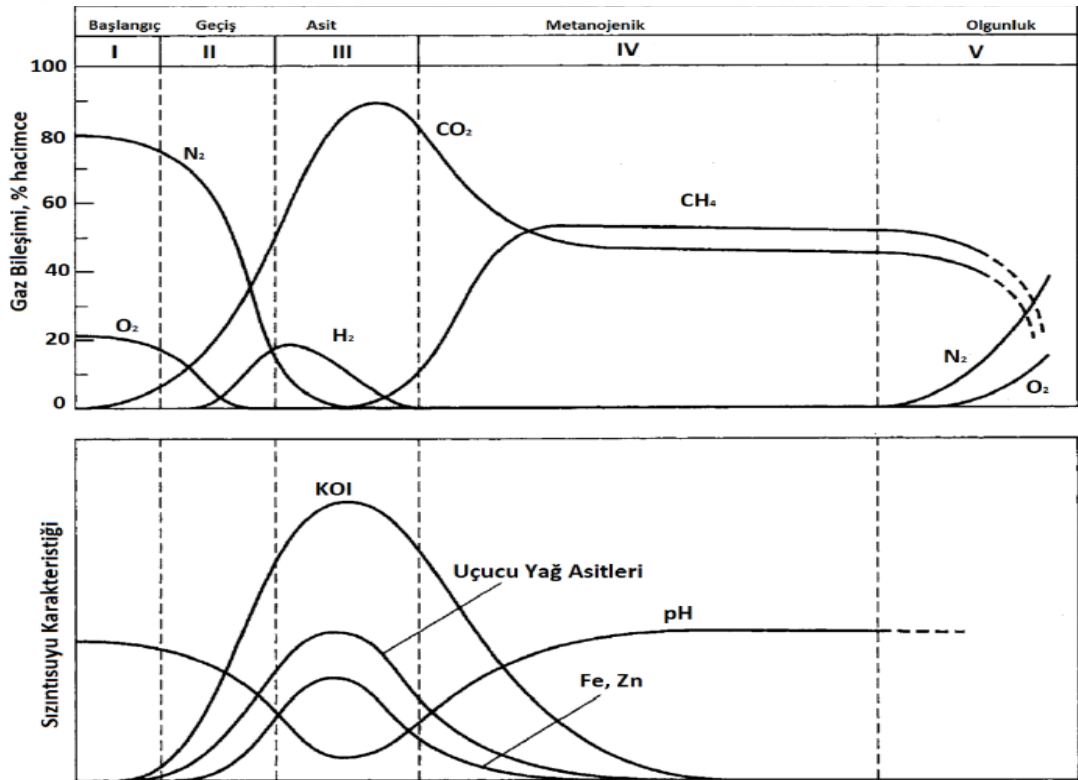 Başlangıç Geçiş Asit Metanojenik Olgunluk
I II III IV V
100
80
60
40
20
0
Gaz Bileşimi, % hacimce
N₂
O₂
H₂
CO₂
CH₄
N₂
O₂
Sızıntısuyu Karakteristiği
KOI
Uçucu Yağ Asitleri
pH
Fe, Zn